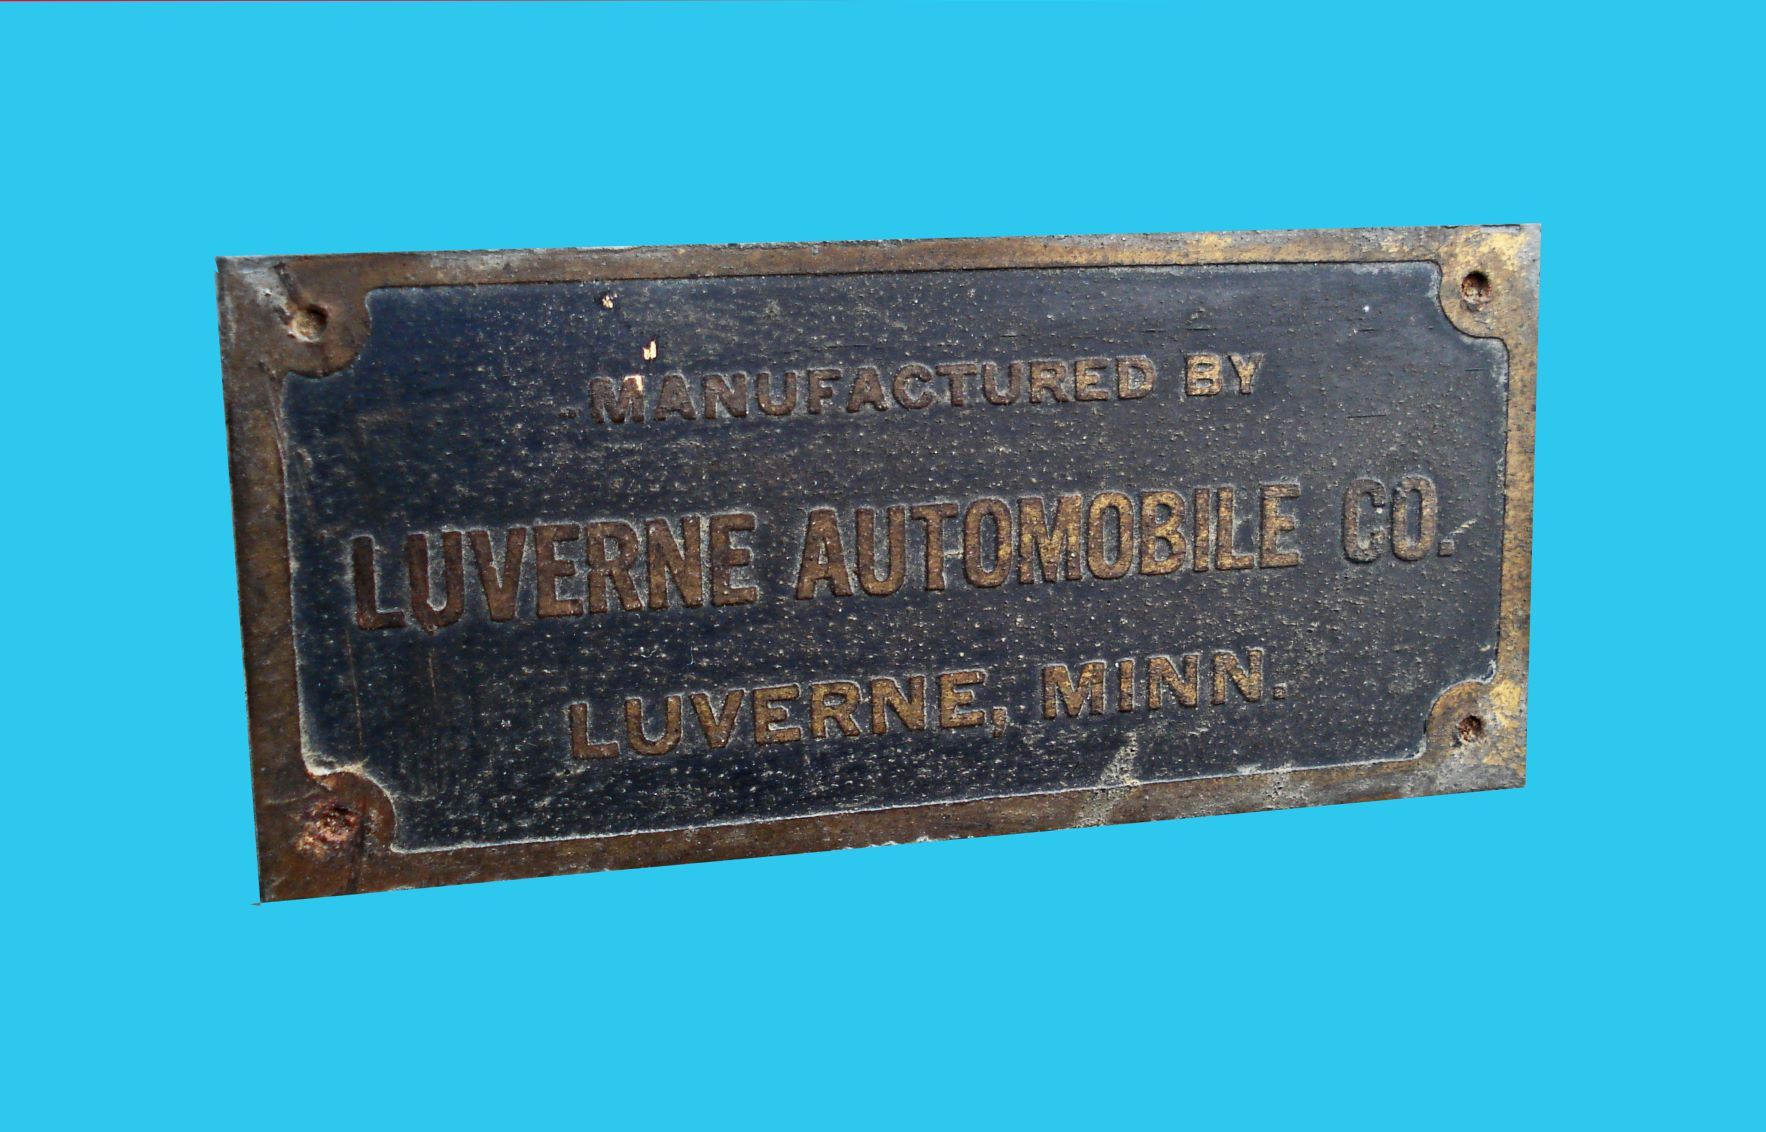 MANUFACTURED BY
LUVERNE AUTOMOBILE CO.
LUVERNE, MINN.